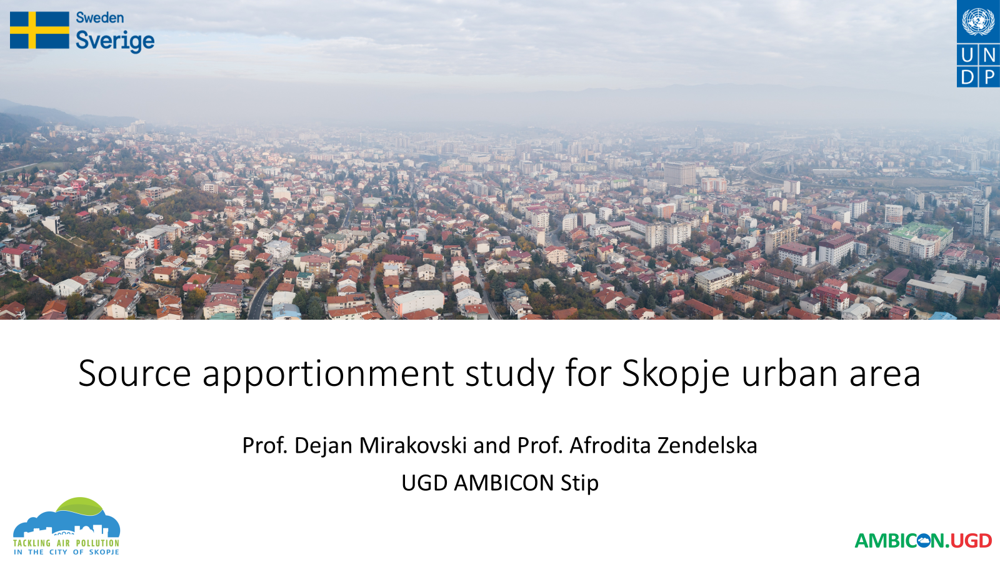 Sweden
Sverige
U N
D P
Source apportionment study for Skopje urban area
Prof. Dejan Mirakovski and Prof. Afrodita Zendelska
UGD AMBICON Stip
TACKLING AIR POLLUTION
IN THE CITY OF SKOPJE
AMBICON.UGD